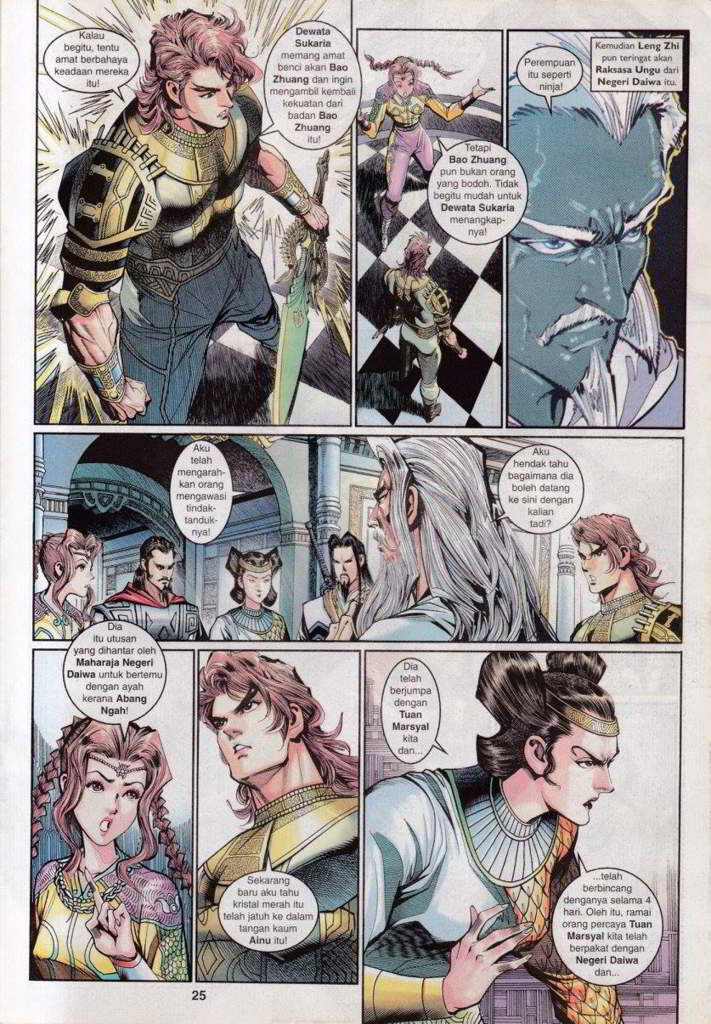 Kalau
begitu, tentu
amat berbahaya
keadaan mereka
itu!
Dewata
Sukaria
memang amat
benci akan Bao
Zhuang dan ingin
mengambil kembali
kekuatan dari
badan Bao
Zhuang
itu!
Tetapi
Bao Zhuang
pun bukan orang
yang bodoh. Tidak
begitu mudah untuk
Dewata Sukaria
menangkap-
nya!
Perempuan
itu seperti
ninja!
Kemudian Leng Zhi
pun teringat akan
Raksasa Ungu dari
Negeri Daiwa itu.
Aku
telah
mengarah-
kan orang
mengawasi
tindak-
tanduk-
nya!
Aku
hendak tahu
bagaimana dia
boleh datang
ke sini dengan
kalian
tadi?
Dia
itu utusan
yang dihantar oleh
Maharaja Negeri
Daiwa untuk bertemu
dengan ayah
kerana Abang
Ngah!
Sekarang
baru aku tahu
kristal merah itu
telah jatuh ke dalam
tangan kaum
Ainu itu!
Dia
telah
berjumpa
dengan
Tuan
Marsyal
kita
dan...
...telah
berbincang
dengannya selama 4
hari. Oleh itu, ramai
orang percaya Tuan
Marsyal kita telah
berpakat dengan
Negeri Daiwa
dan...
25